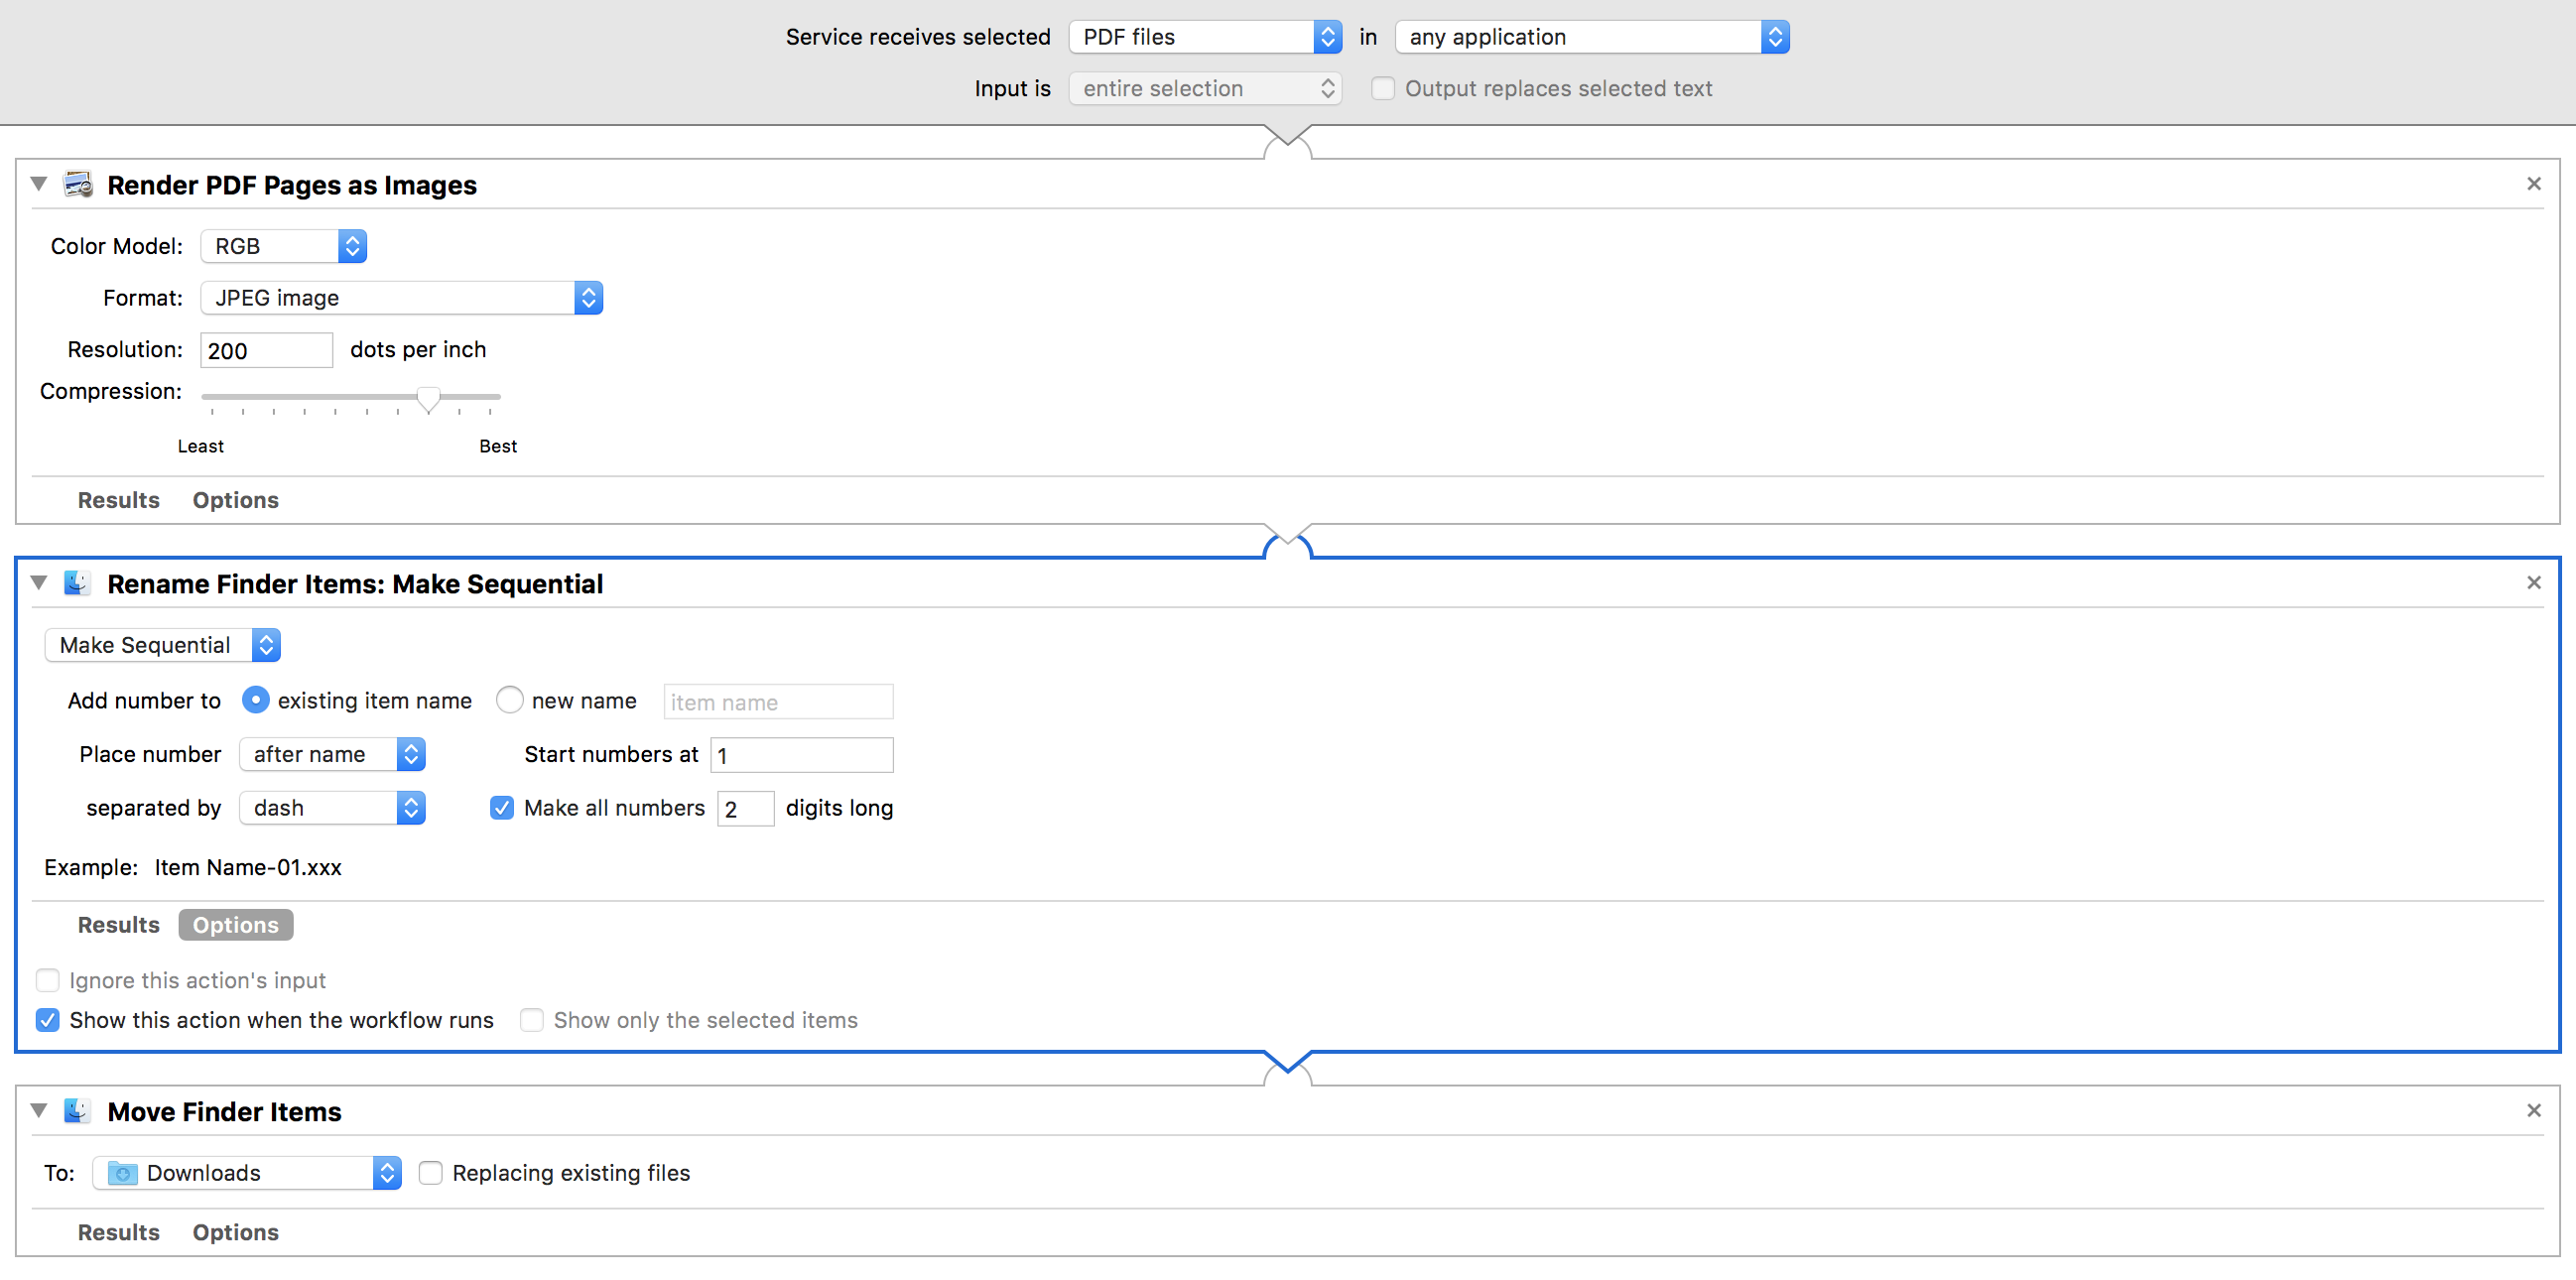 Service receives selected PDF files in any application
Input is entire selection Output replaces selected text
Render PDF Pages as Images
Color Model: RGB
Format: JPEG image
Resolution: 200 dots per inch
Compression:
Least Best
Results Options
Rename Finder Items: Make Sequential
Make Sequential
Add number to existing item name new name item name
Place number after name Start numbers at 1
separated by dash Make all numbers 2 digits long
Example: Item Name-01.xxx
Results Options
Ignore this action's input
Show this action when the workflow runs Show only the selected items
Move Finder Items
To: Downloads Replacing existing files
Results Options